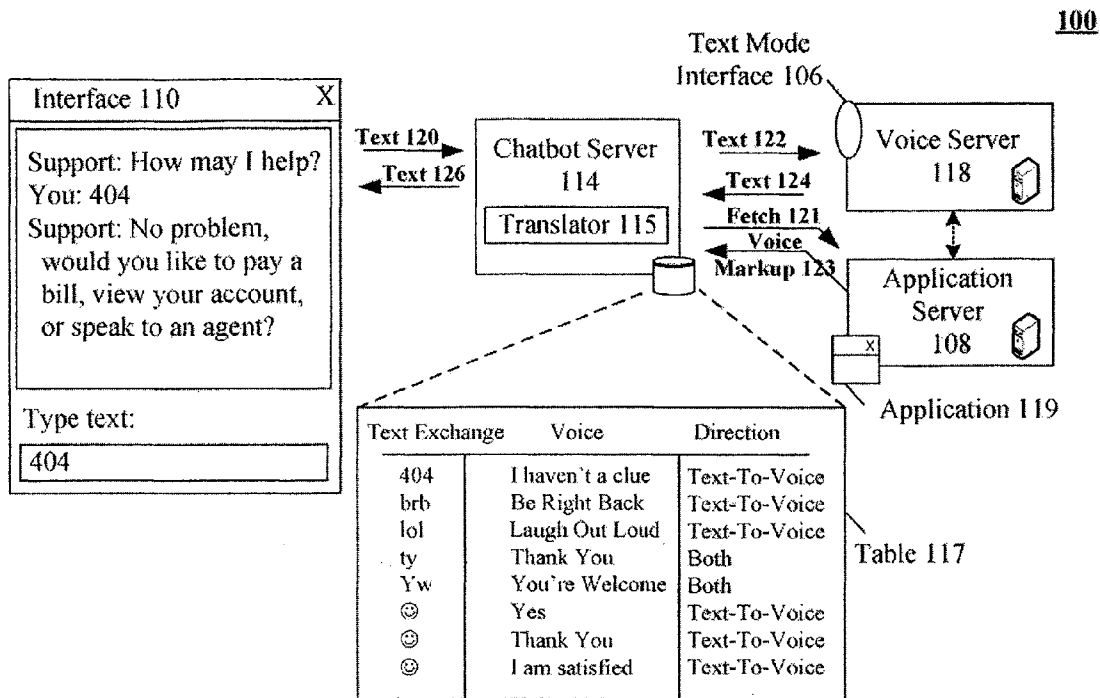 100
Text Mode
Interface 106
Interface 110 X
Support: How may I help?
You: 404
Support: No problem,
would you like to pay a
bill, view your account,
or speak to an agent?
Type text:
404
Text 120
Text 126
Chatbot Server
114
Translator 115
Text 122
Text 124
Fetch 121
Voice
Markup 123
Voice Server
118
Application
Server
108
x
Application 119
Text Exchange Voice Direction
404 I haven't a clue Text-To-Voice
brb Be Right Back Text-To-Voice
lol Laugh Out Loud Text-To-Voice
ty Thank You Both
Yw You're Welcome Both
☺ Yes Text-To-Voice
☺ Thank You Text-To-Voice
☺ I am satisfied Text-To-Voice
Table 117